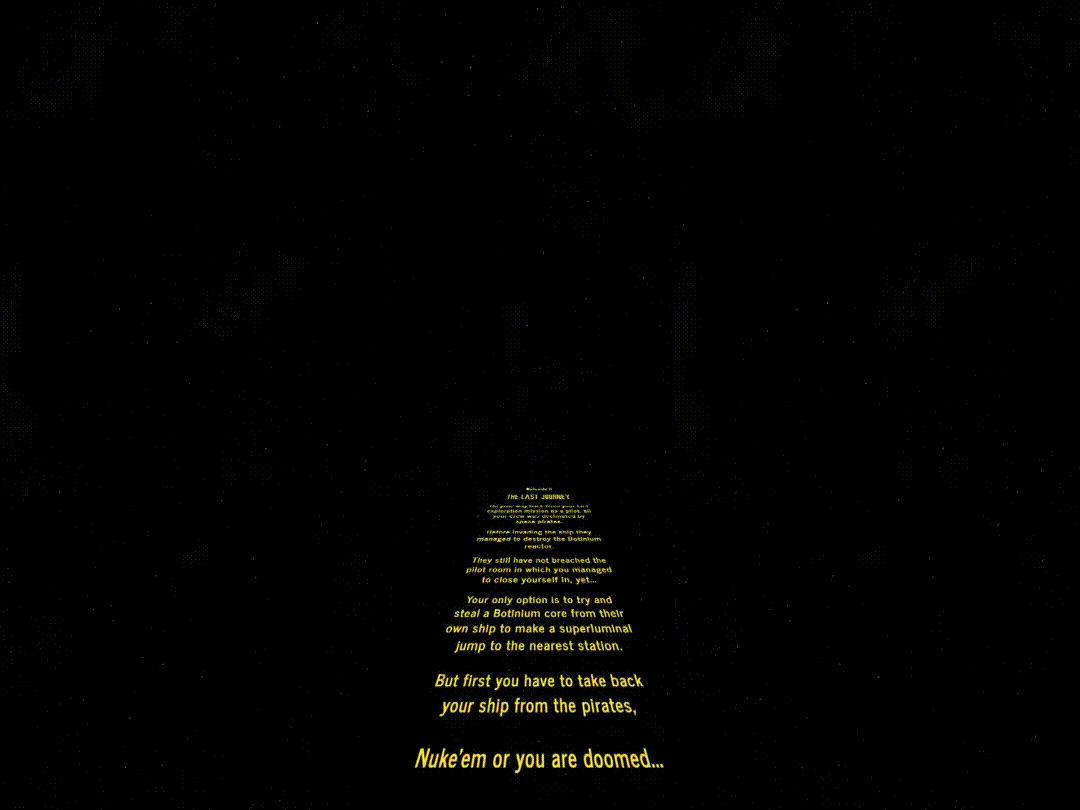 THE LAST JOURNEY
On your way back from your last
exploration mission as a pilot, all
your crew was decimated by
space pirates.
Before invading the ship they
managed to destroy the Botinium
reactor.
They still have not breached the
pilot room in which you managed
to close yourself in, yet...
Your only option is to try and
steal a Botinium core from their
own ship to make a superluminal
jump to the nearest station.
But first you have to take back
your ship from the pirates,
Nuke'em or you are doomed...